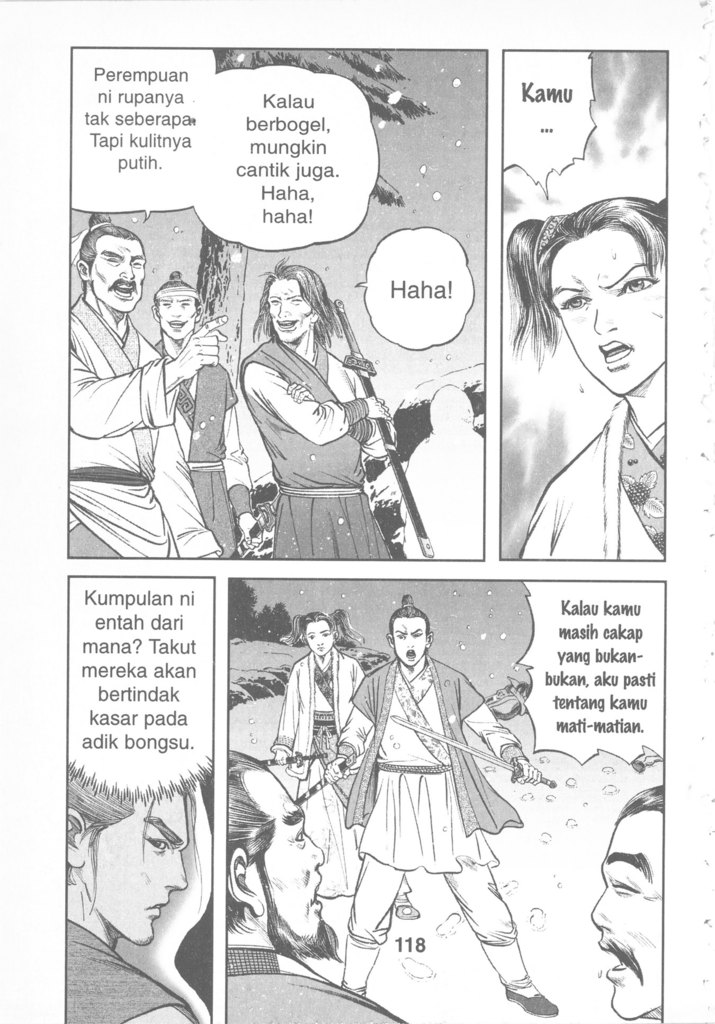 Perempuan
ni rupanya
tak seberapa.
Tapi kulitnya
putih.
Kalau
berbogel,
mungkin
cantik juga.
Haha,
haha!
Haha!
Kamu
...
Kumpulan ni
entah dari
mana? Takut
mereka akan
bertindak
kasar pada
adik bongsu.
Kalau kamu
masih cakap
yang bukan-
bukan, aku pasti
tentang kamu
mati-matian.
118